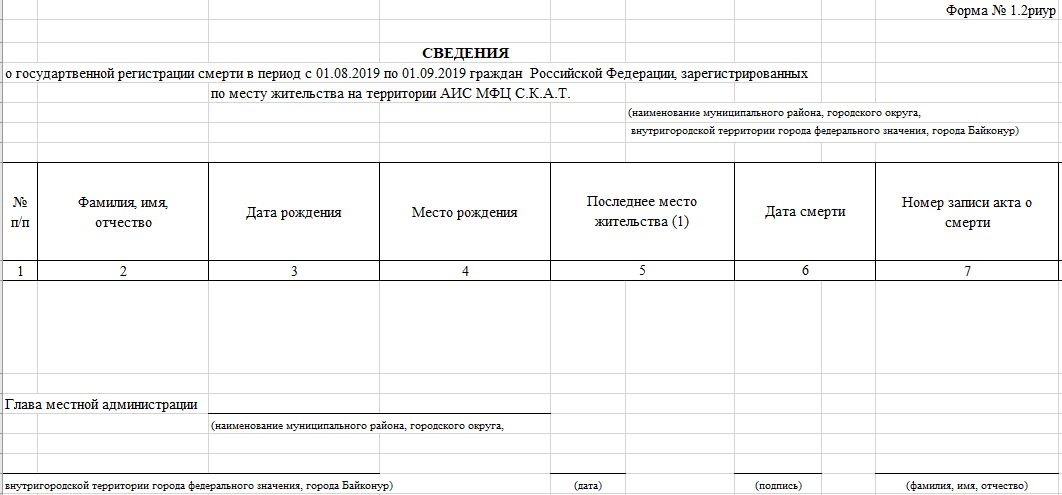 Форма № 1.2риур
СВЕДЕНИЯ
о государтвенной регистрации смерти в период с 01.08.2019 по 01.09.2019 граждан Российской Федерации, зарегистрированных
по месту жительства на территории АИС МФЦ С.К.А.Т.
(наименование муниципального района, городского округа,
внутригородской территории города федерального значения, города Байконур)
№ п/п
Фамилия, имя,
отчество
Дата рождения
Место рождения
Последнее место
жительства (1)
Дата смерти
Номер записи акта о
смерти
1 2 3 4 5 6 7
Глава местной администрации
(наименование муниципального района, городского округа,
внутригородской территории города федерального значения, города Байконур) (дата) (подпись) (фамилия, имя, отчество)